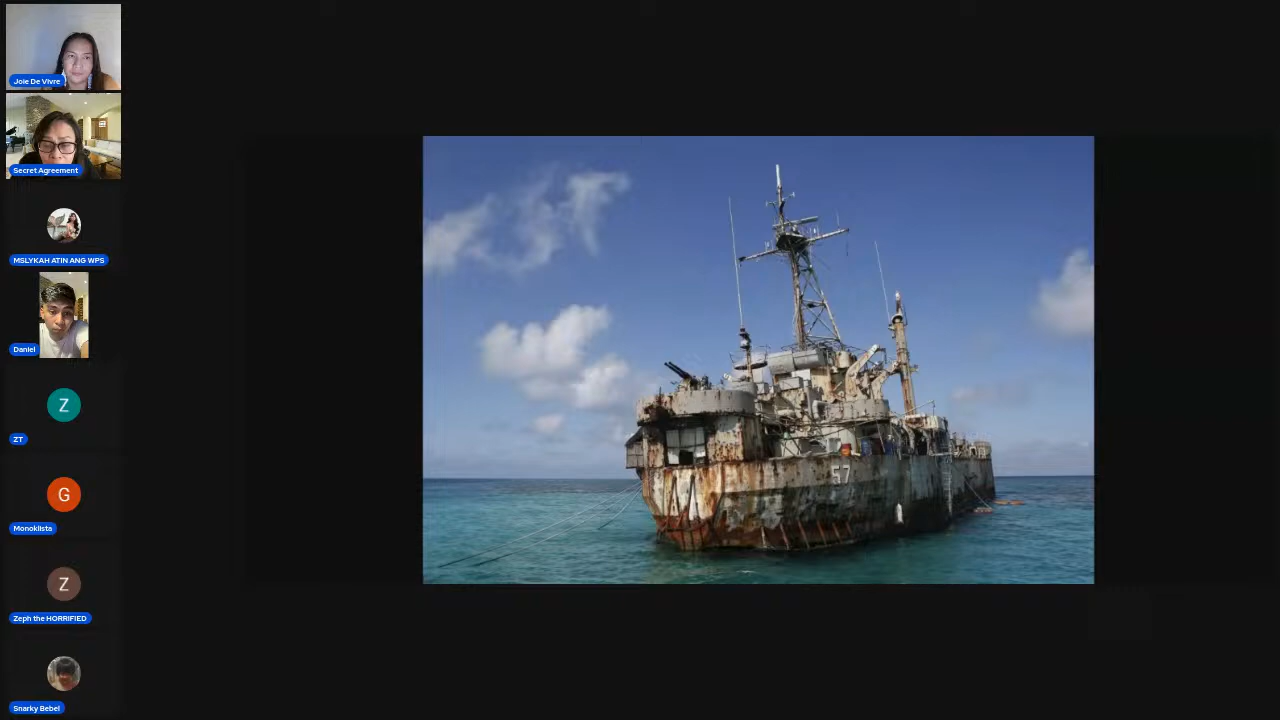 Joie De Vivre
Secret Agreement
MSLYKAH ATIN ANG WPS
Daniel
Z
ZT
G
Monoklista
Z
Zeph the HORRIFIED
Snarky Bebel
57